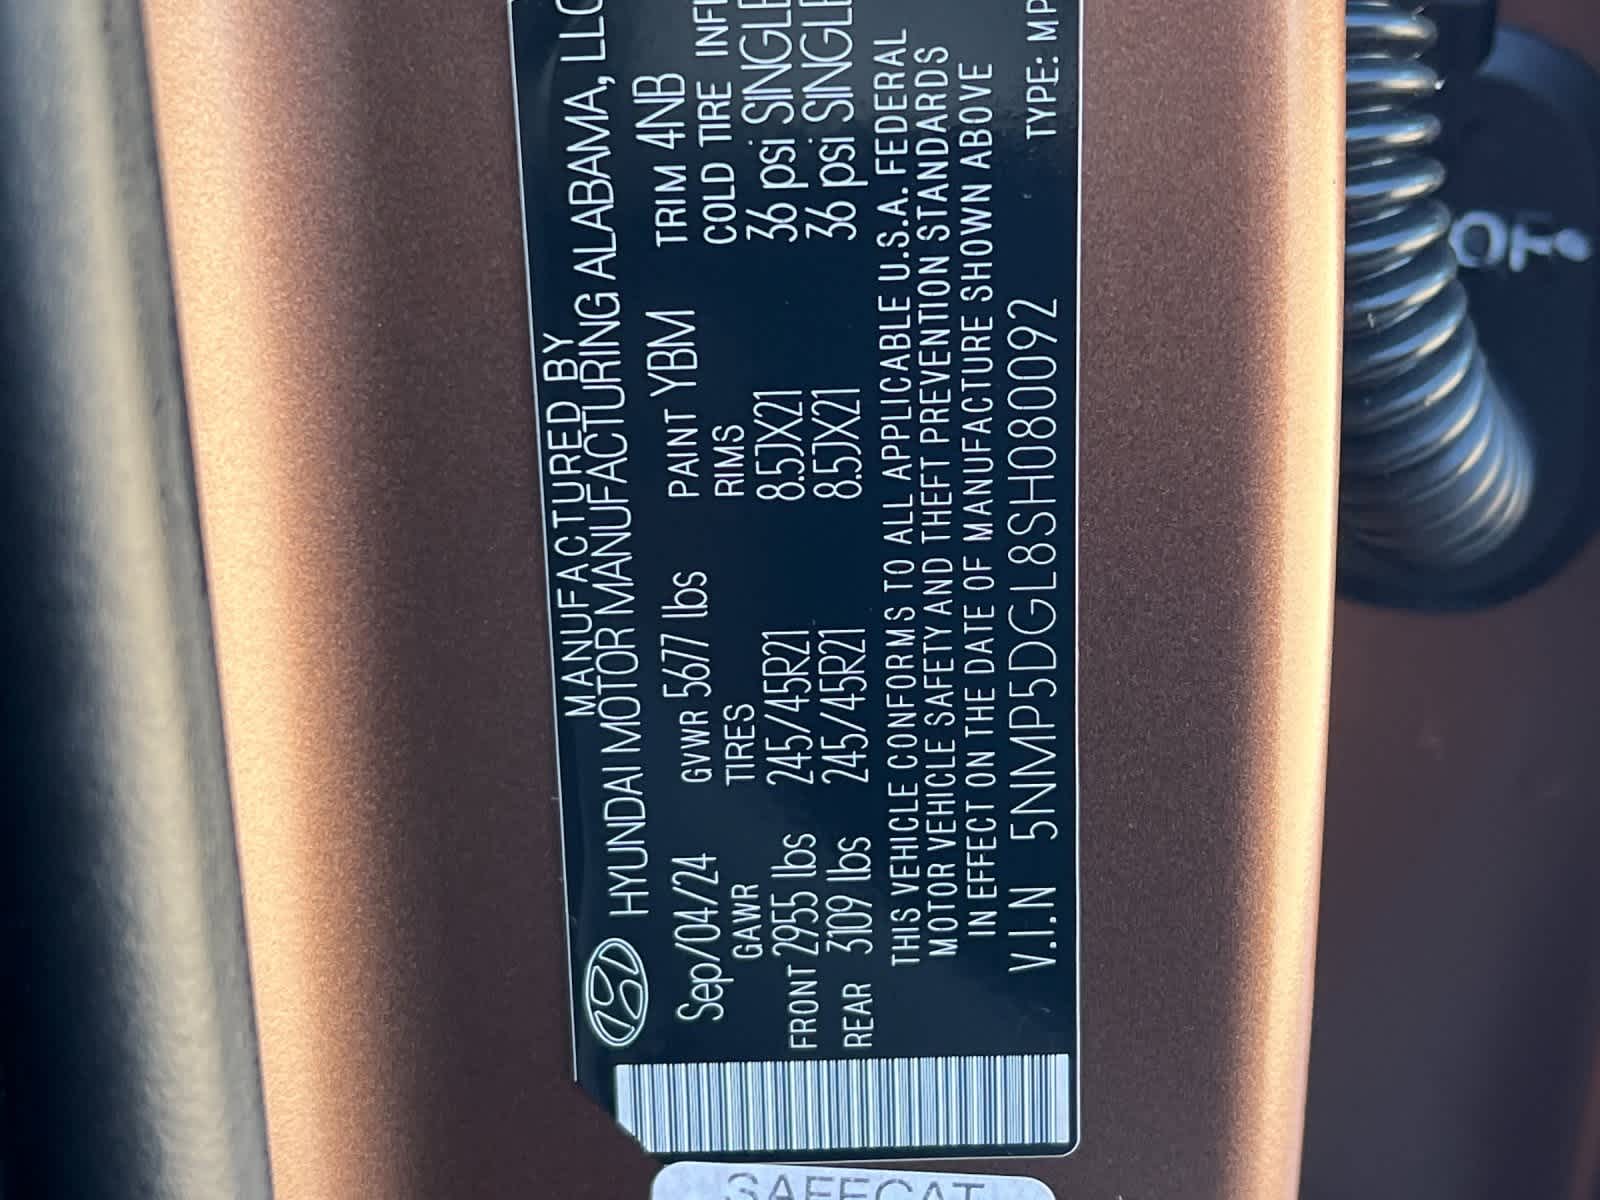 MANUFACTURED BY
HYUNDAI MOTOR MANUFACTURING ALABAMA, LLC
Sep/04/24 GVWR 5677 lbs PAINT YBM TRIM 4NB
GAWR TIRES RIMS COLD TIRE INFL
FRONT 2955 lbs 245/45R21 8.5JX21 36 psi SINGLE
REAR 3109 lbs 245/45R21 8.5JX21 36 psi SINGLE
THIS VEHICLE CONFORMS TO ALL APPLICABLE U.S.A. FEDERAL
MOTOR VEHICLE SAFETY AND THEFT PREVENTION STANDARDS
IN EFFECT ON THE DATE OF MANUFACTURE SHOWN ABOVE
V.I.N 5NMP5DGL8SH080092 TYPE: MP
SAFECAT